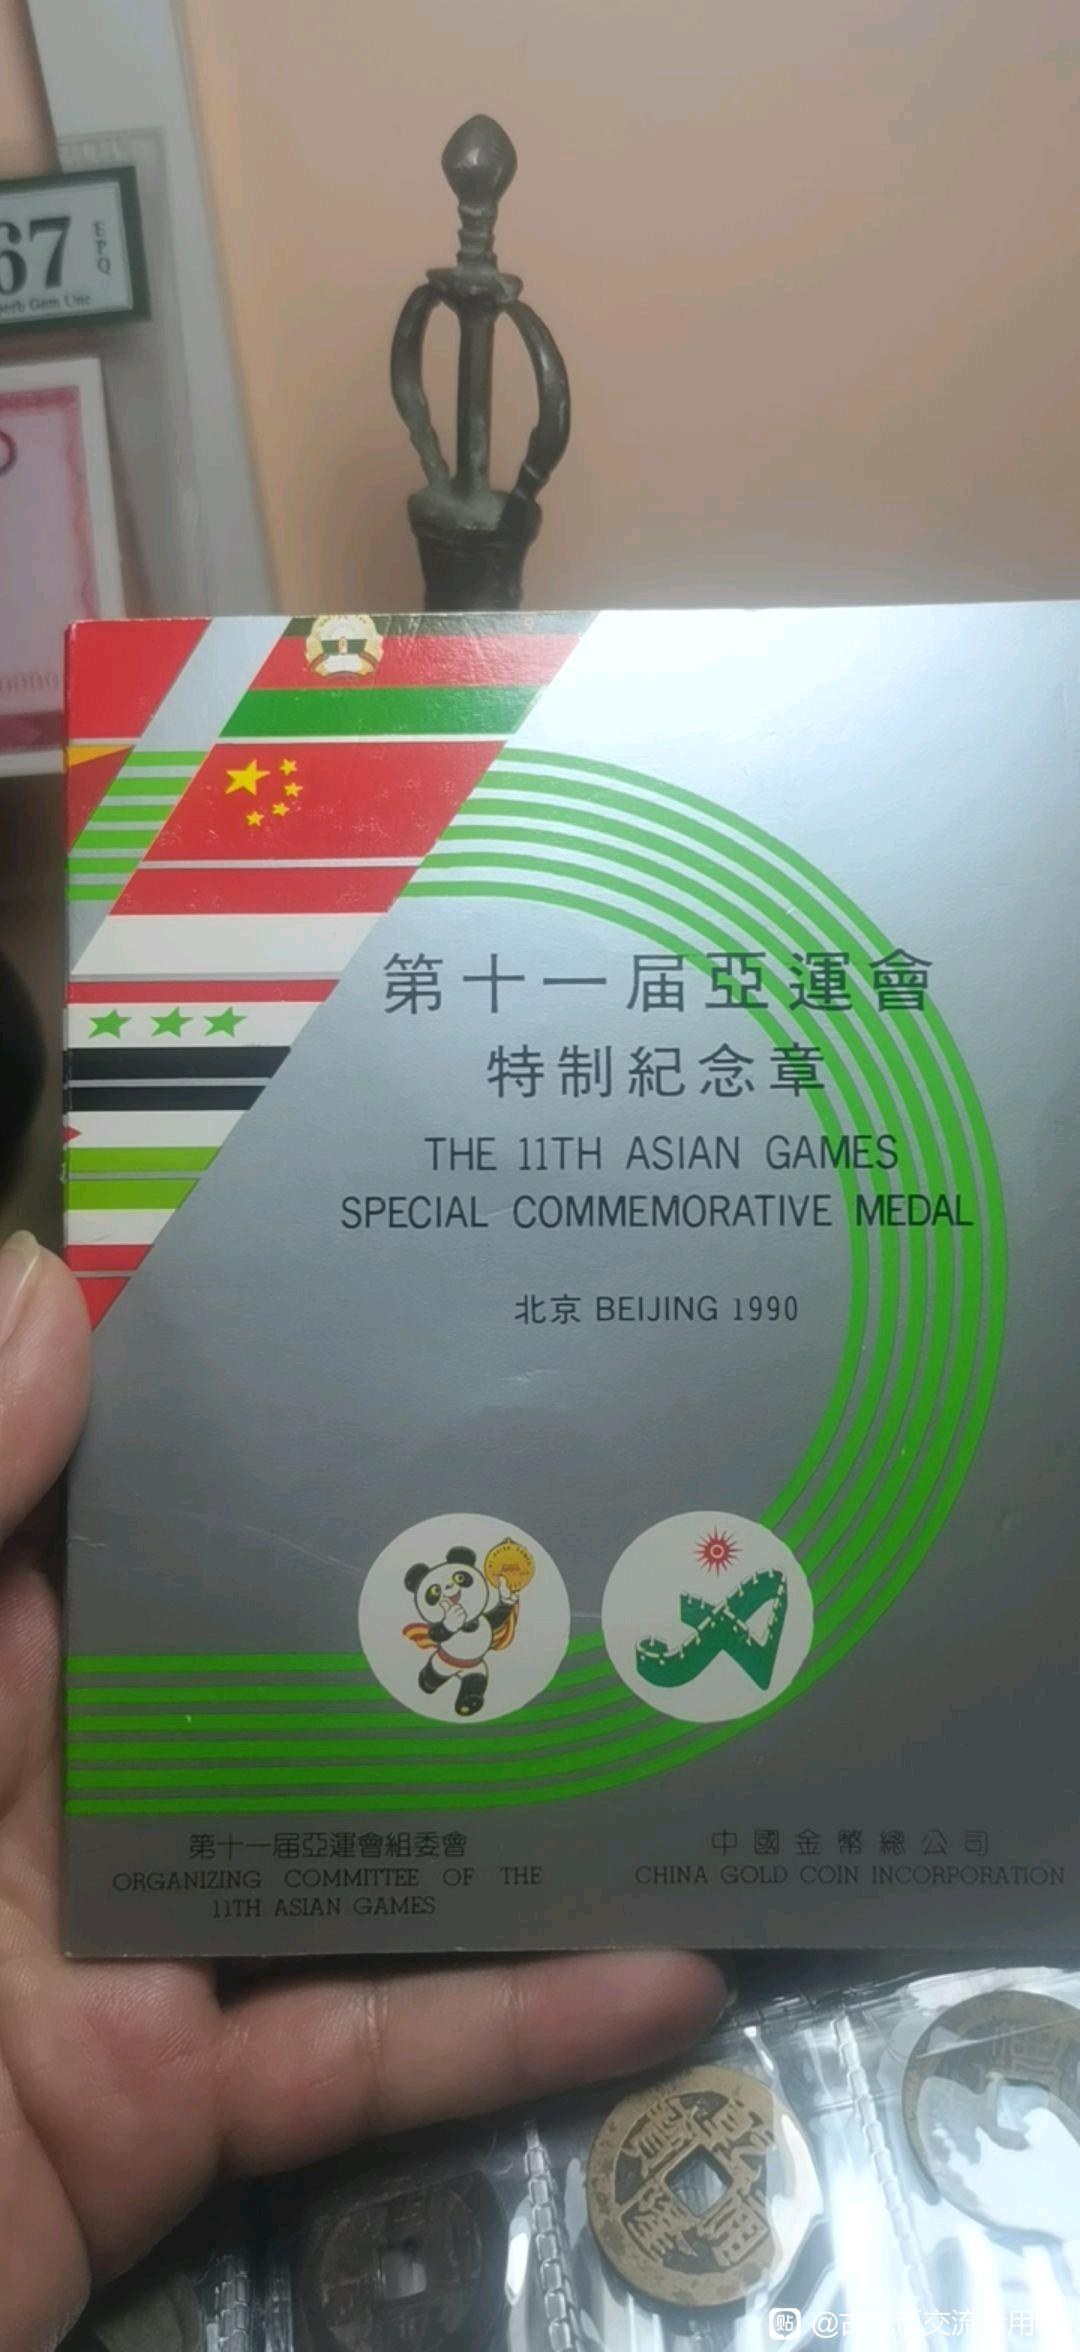 67
EPQ
Gem Unc
第十一届亞運會
特制紀念章
THE 11TH ASIAN GAMES
SPECIAL COMMEMORATIVE MEDAL
北京 BEIJING 1990
第十一届亞運會組委會
ORGANIZING COMMITTEE OF THE
11TH ASIAN GAMES
中國金幣總公司
CHINA GOLD COIN INCORPORATION